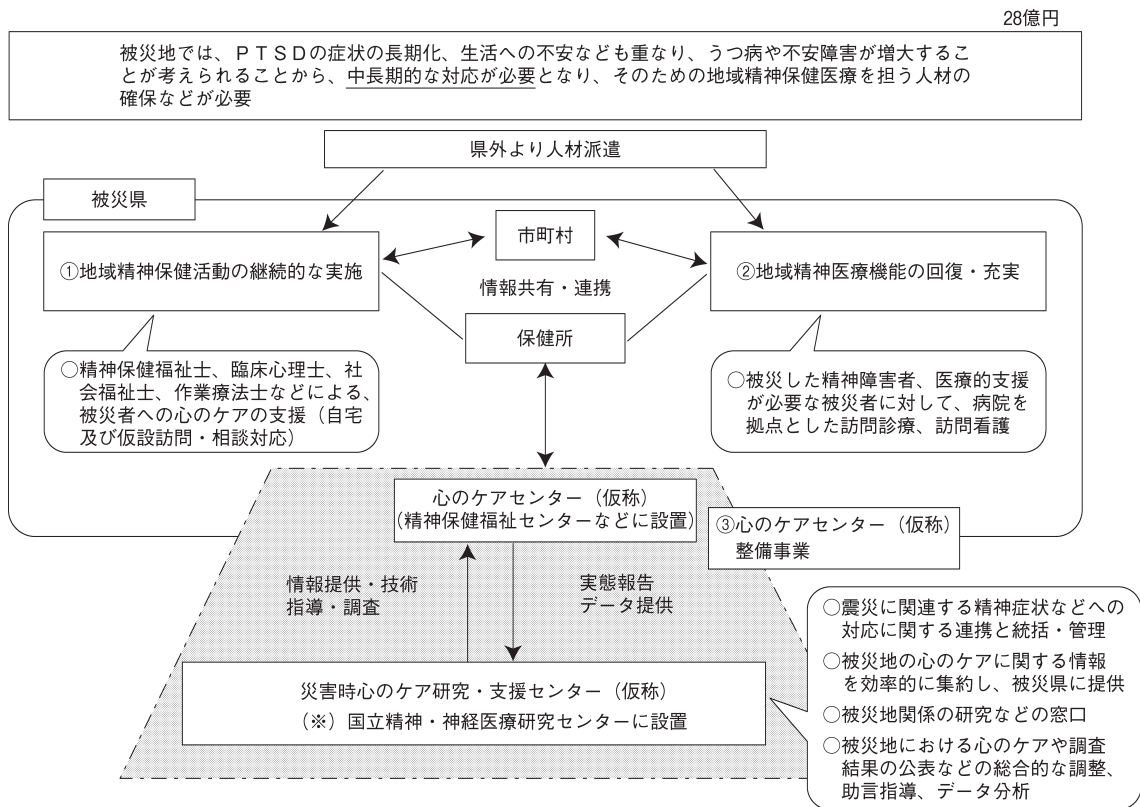 28億円
被災地では、ＰＴＳＤの症状の長期化、生活への不安なども重なり、うつ病や不安障害が増大するこ
とが考えられることから、中長期的な対応が必要となり、そのための地域精神保健医療を担う人材の
確保などが必要
県外より人材派遣
被災県
市町村
①地域精神保健活動の継続的な実施
②地域精神医療機能の回復・充実
情報共有・連携
保健所
○精神保健福祉士、臨床心理士、社
会福祉士、作業療法士などによる、
被災者への心のケアの支援（自宅
及び仮設訪問・相談対応）
○被災した精神障害者、医療的支援
が必要な被災者に対して、病院を
拠点とした訪問診療、訪問看護
心のケアセンター（仮称）
（精神保健福祉センターなどに設置）
③心のケアセンター（仮称）
整備事業
情報提供・技術
指導・調査
実態報告
データ提供
災害時心のケア研究・支援センター（仮称）
（※）国立精神・神経医療研究センターに設置
○震災に関連する精神症状などへの
対応に関する連携と統括・管理
○被災地の心のケアに関する情報
を効率的に集約し、被災県に提供
○被災地関係の研究などの窓口
○被災地における心のケアや調査
結果の公表などの総合的な調整、
助言指導、データ分析